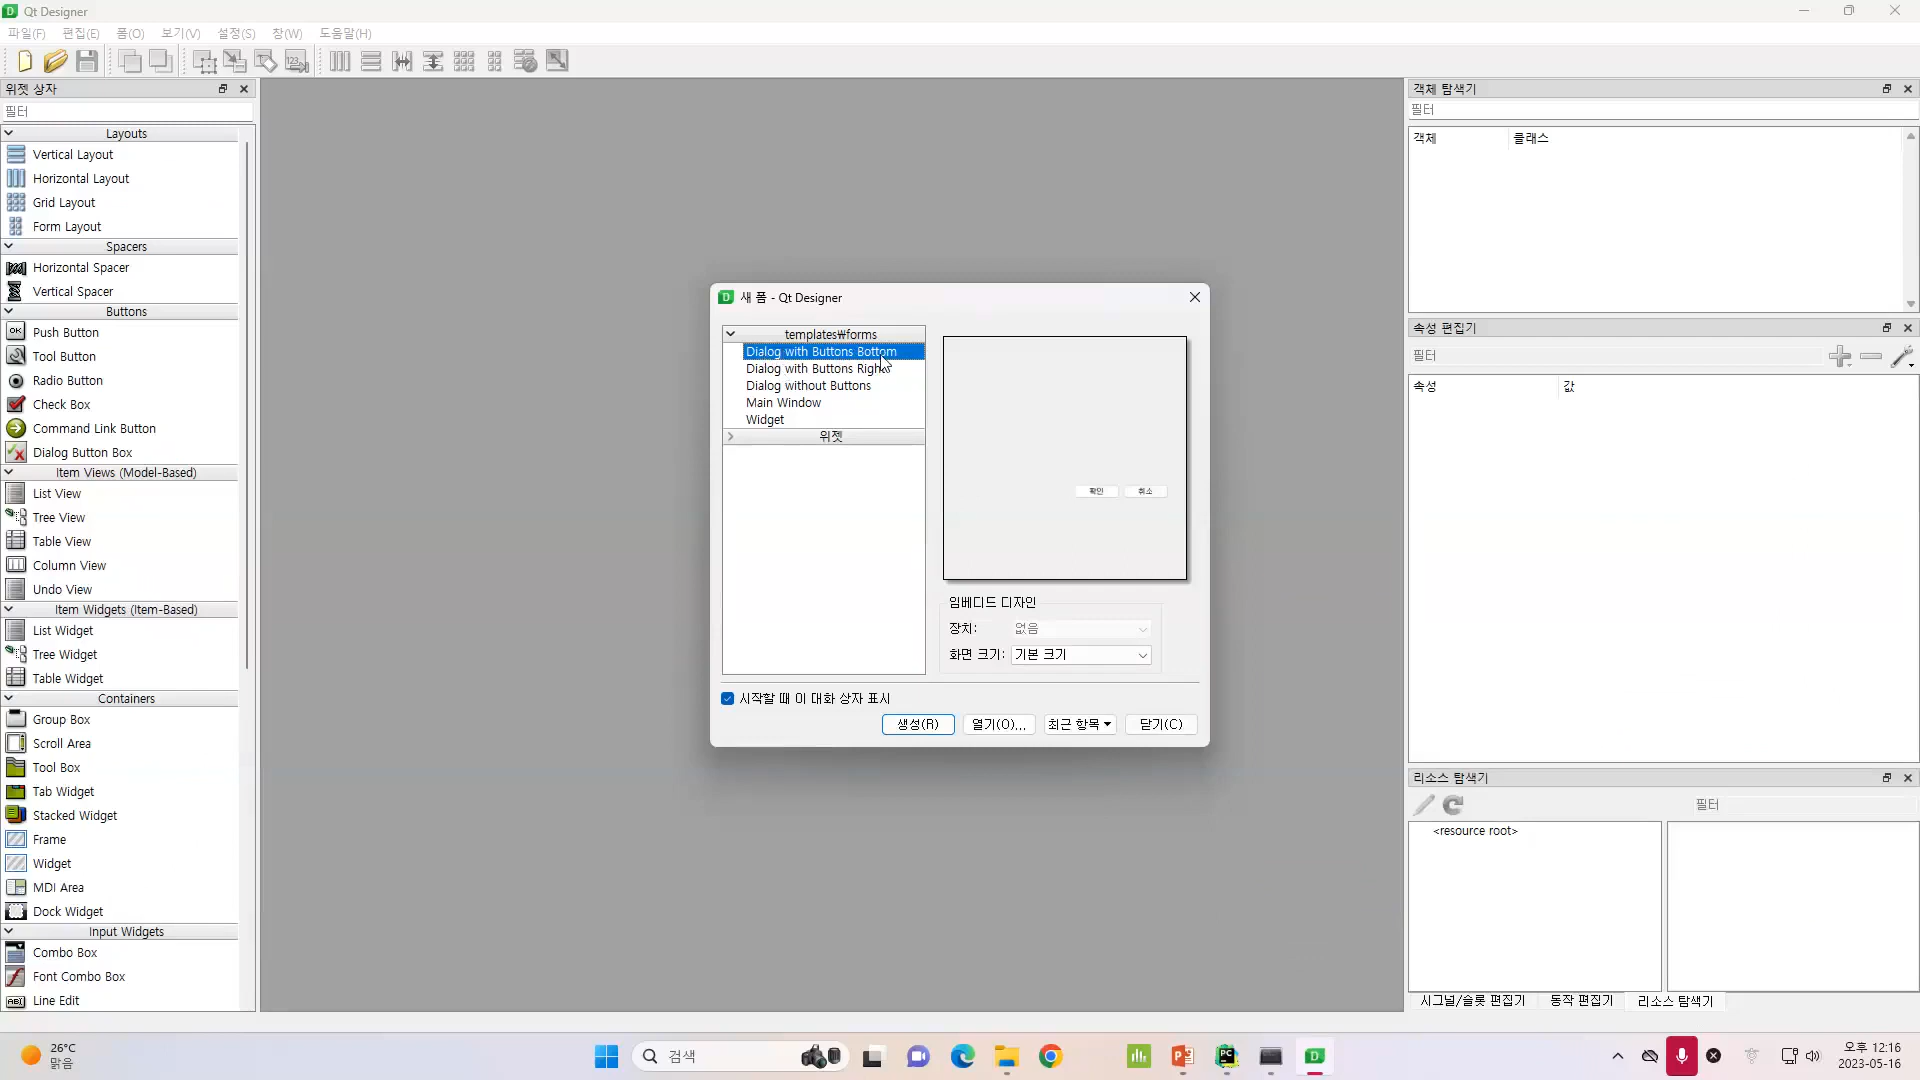 Qt Designer
파일(F) 편집(E) 폼(O) 보기(V) 설정(S) 창(W) 도움말(H)
위젯 상자
필터
Layouts
Vertical Layout
Horizontal Layout
Grid Layout
Form Layout
Spacers
Horizontal Spacer
Vertical Spacer
Buttons
Push Button
Tool Button
Radio Button
Check Box
Command Link Button
Dialog Button Box
Item Views (Model-Based)
List View
Tree View
Table View
Column View
Undo View
Item Widgets (Item-Based)
List Widget
Tree Widget
Table Widget
Containers
Group Box
Scroll Area
Tool Box
Tab Widget
Stacked Widget
Frame
Widget
MDI Area
Dock Widget
Input Widgets
Combo Box
Font Combo Box
Line Edit
새 폼 - Qt Designer
templates₩forms
Dialog with Buttons Bottom
Dialog with Buttons Right
Dialog without Buttons
Main Window
Widget
위젯
확인 취소
임베디드 디자인
장치: 없음
화면 크기: 기본 크기
시작할 때 이 대화 상자 표시
생성(R) 열기(O)... 최근 항목 닫기(C)
객체 탐색기
필터
객체 클래스
속성 편집기
필터
속성 값
리소스 탐색기
필터
<resource root>
시그널/슬롯 편집기 동작 편집기 리소스 탐색기
26°C
맑음
검색
오후 12:16
2023-05-16